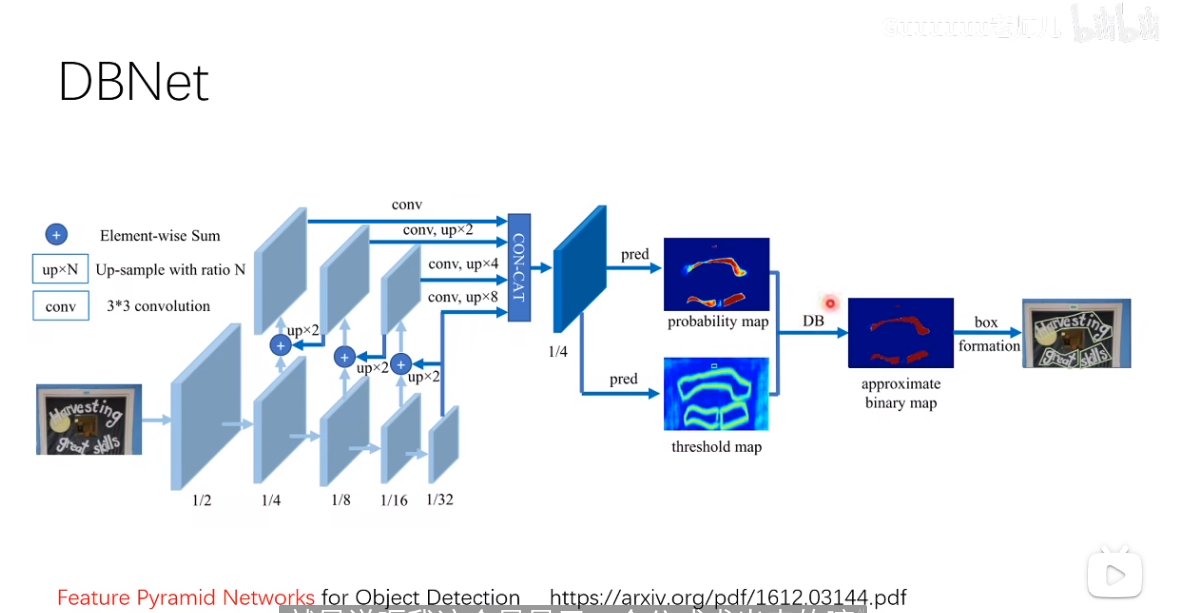 DBNet
+ Element-wise Sum
up×N Up-sample with ratio N
conv 3*3 convolution
conv
conv, up×2
conv, up×4
conv, up×8
CON-CAT
up×2
up×2
up×2
+
+
+
1/2
1/4
1/8
1/16
1/32
1/4
pred
pred
probability map
threshold map
DB
approximate
binary map
box
formation
Harvesting
great skills
Harvesting
great skills
Feature Pyramid Networks for Object Detection https://arxiv.org/pdf/1612.03144.pdf